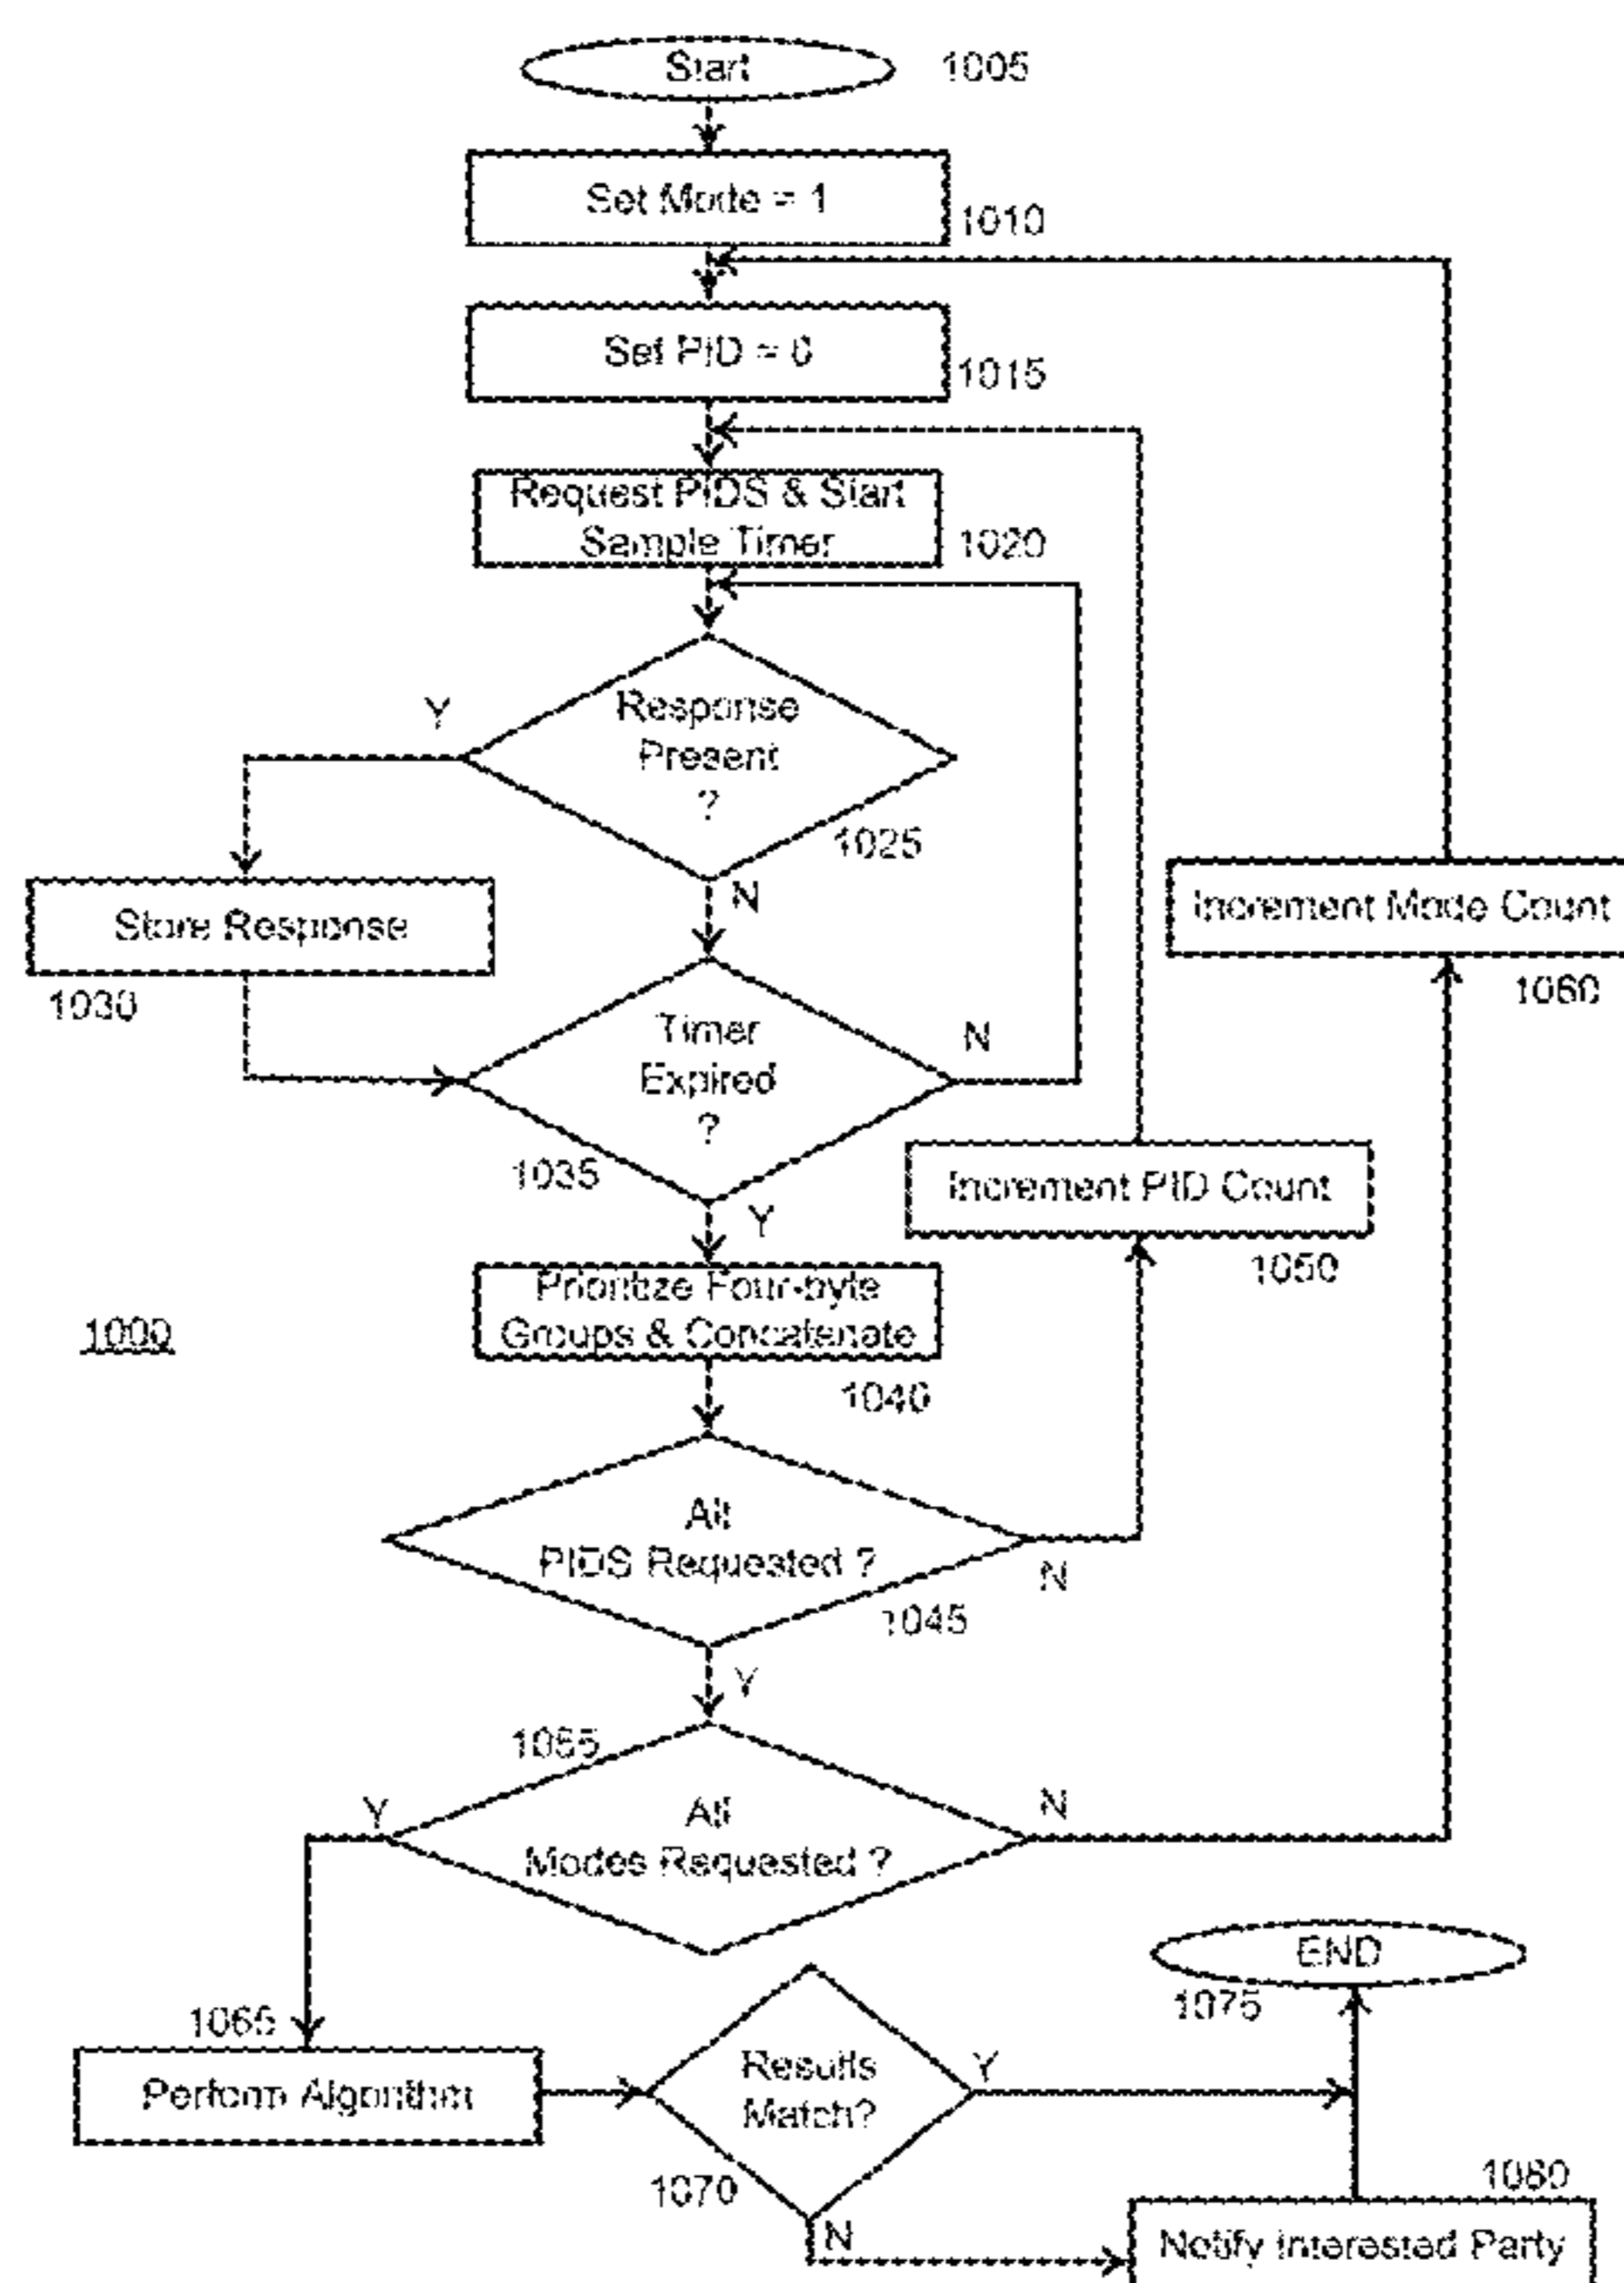 Start
1005
Set Mode = 1
1010
Set PID = 0
1015
Request PIDS & Start
Sample Timer
1020
Response
Present
?
Y
1025
N
Store Response
1030
Increment Mode Count
1060
Timer
Expired
?
N
1035
Y
Increment PID Count
1050
Prioritize Four-byte
Groups & Concatenate
1000
1040
All
PIDS Requested ?
N
1045
Y
1055
All
Modes Requested ?
Y
N
END
1075
1065
Perform Algorithm
Results
Match?
Y
1070
N
1080
Notify Interested Party